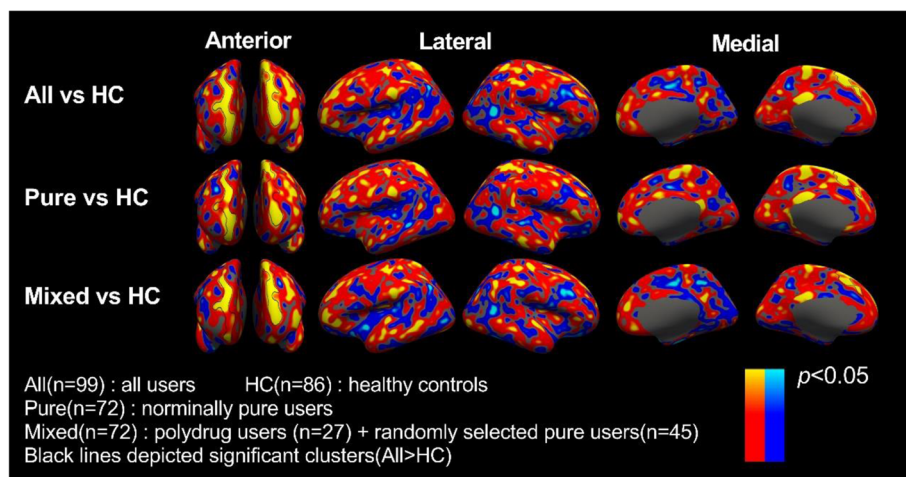 Anterior Lateral Medial
All vs HC
Pure vs HC
Mixed vs HC
All(n=99) : all users HC(n=86) : healthy controls
Pure(n=72) : norminally pure users
Mixed(n=72) : polydrug users (n=27) + randomly selected pure users(n=45)
Black lines depicted significant clusters(All>HC)
p<0.05